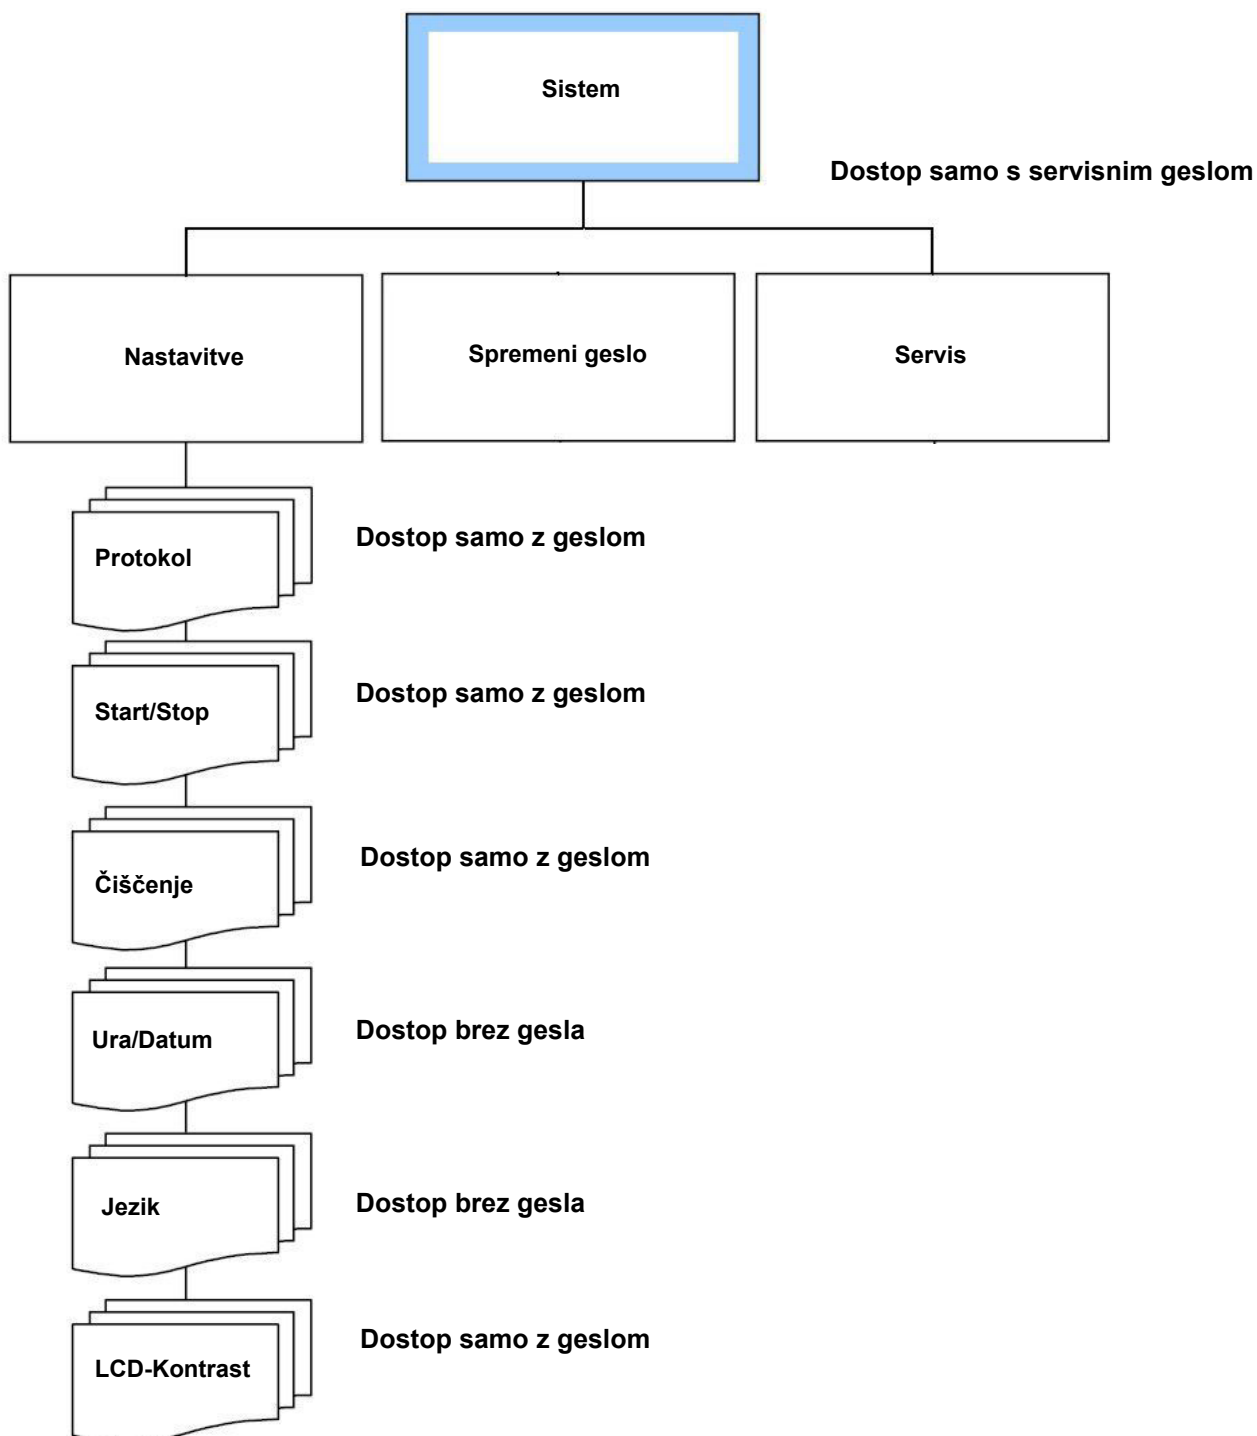 Sistem
Dostop samo s servisnim geslom
Nastavitve
Spremeni geslo
Servis
Protokol
Dostop samo z geslom
Start/Stop
Dostop samo z geslom
Čiščenje
Dostop samo z geslom
Ura/Datum
Dostop brez gesla
Jezik
Dostop brez gesla
LCD-Kontrast
Dostop samo z geslom